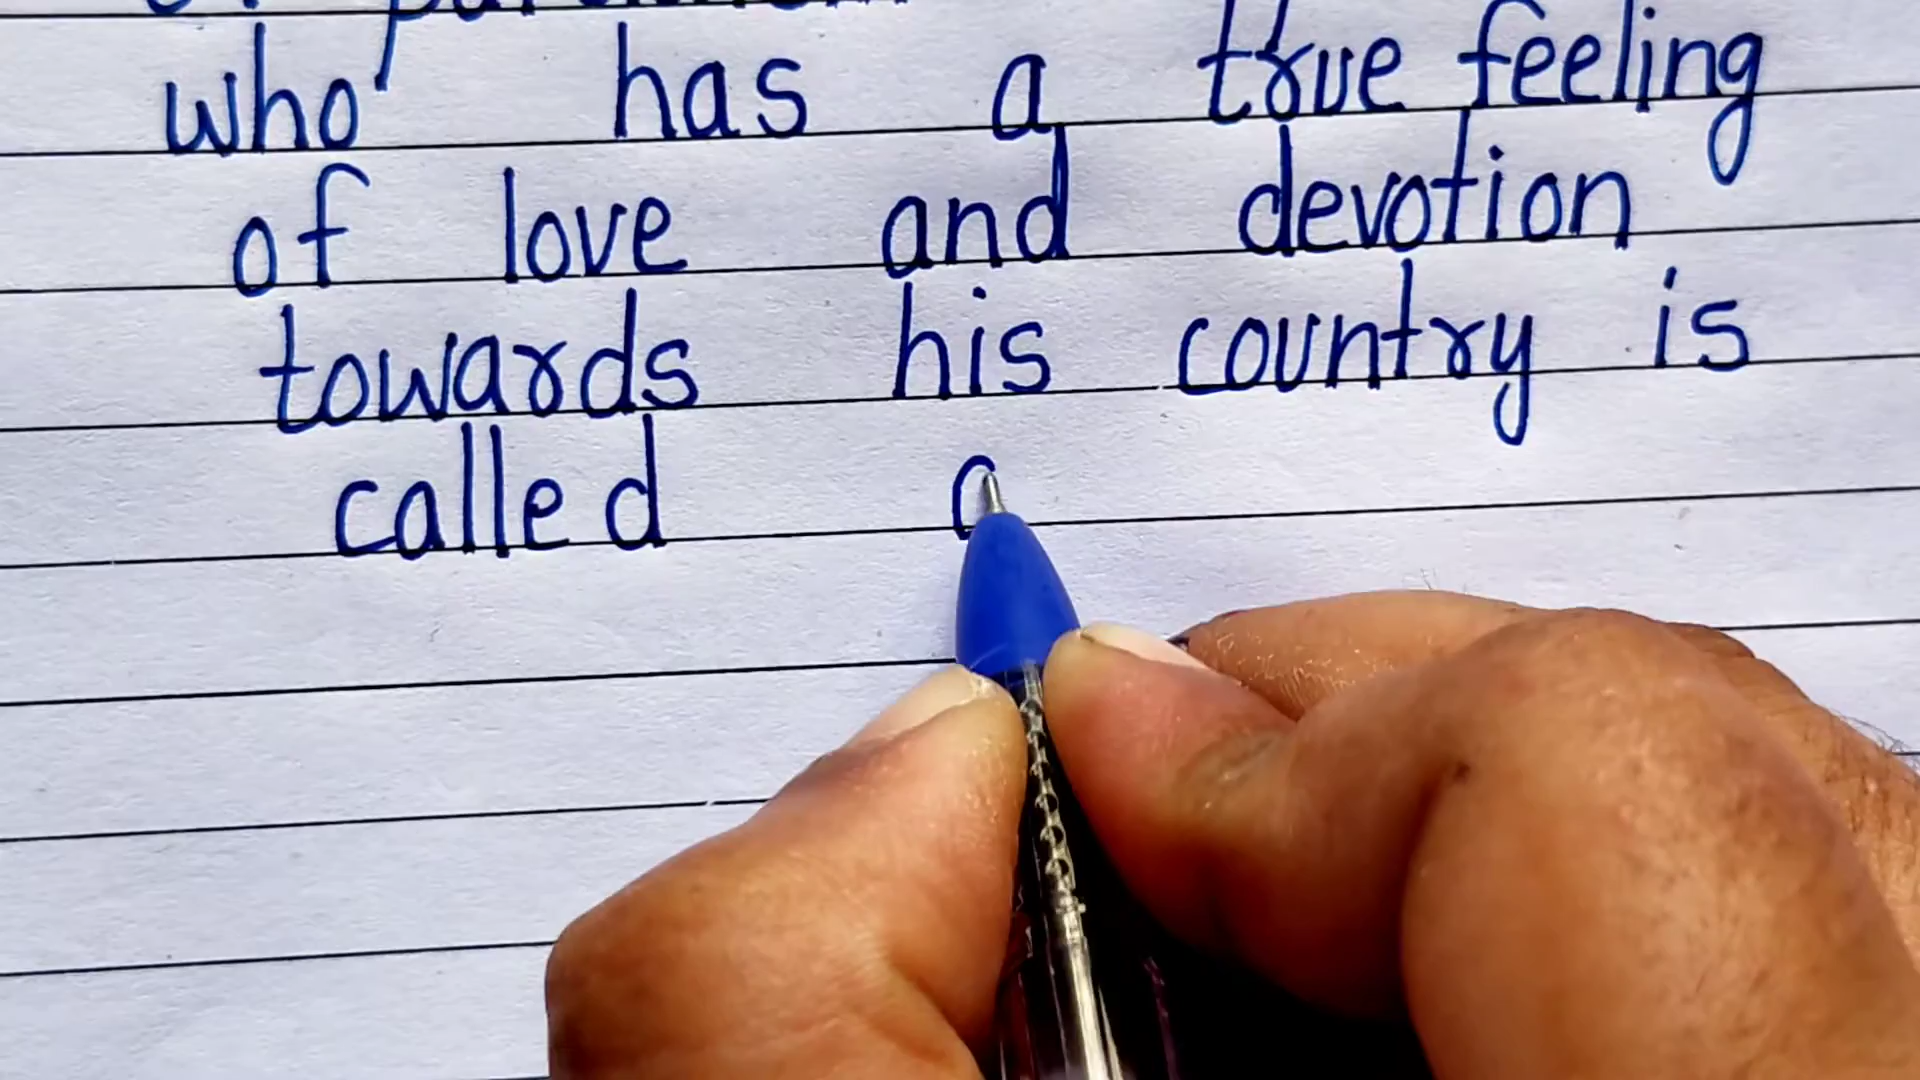 who has a true feeling
of love and devotion
towards his country is
called